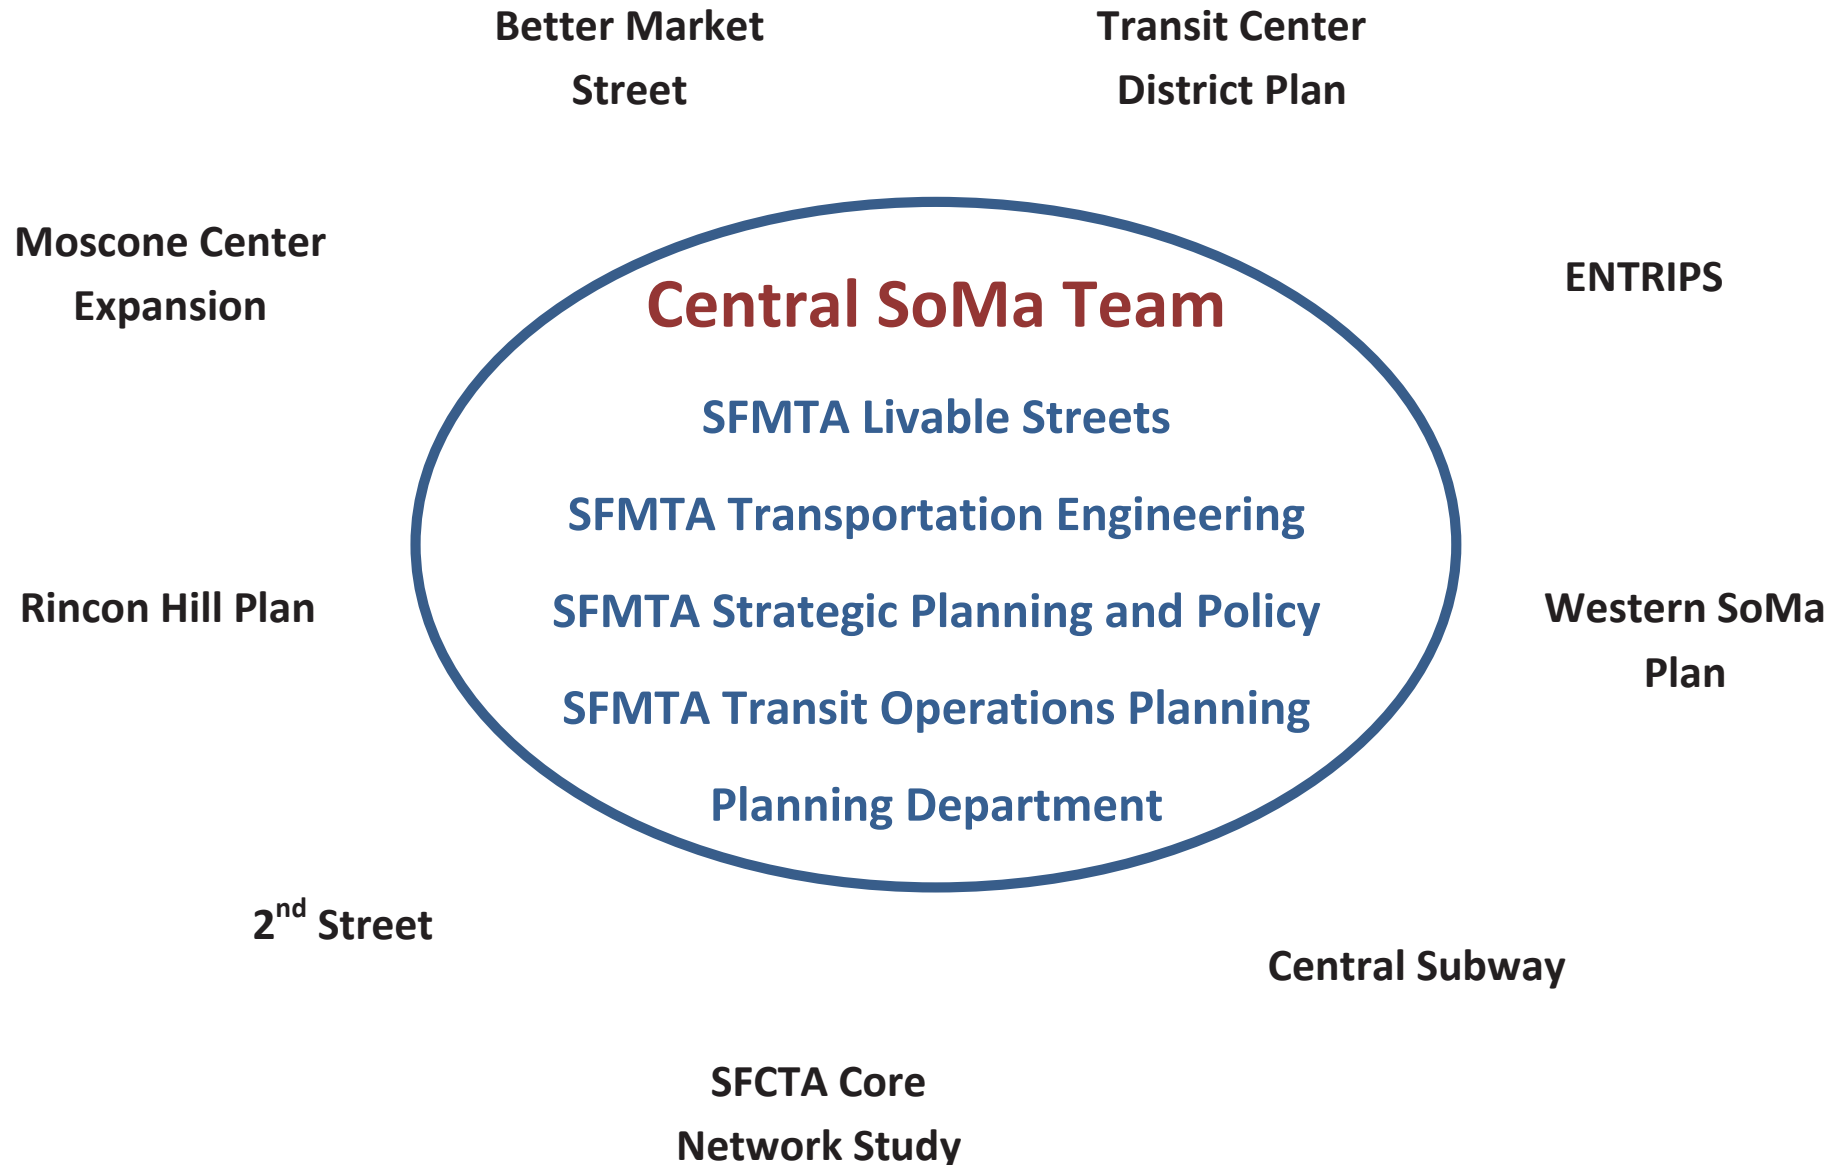 Better Market
Street
Transit Center
District Plan
Moscone Center
Expansion
ENTRIPS
Central SoMa Team
SFMTA Livable Streets
SFMTA Transportation Engineering
SFMTA Strategic Planning and Policy
SFMTA Transit Operations Planning
Planning Department
Rincon Hill Plan
Western SoMa
Plan
2nd Street
Central Subway
SFCTA Core
Network Study